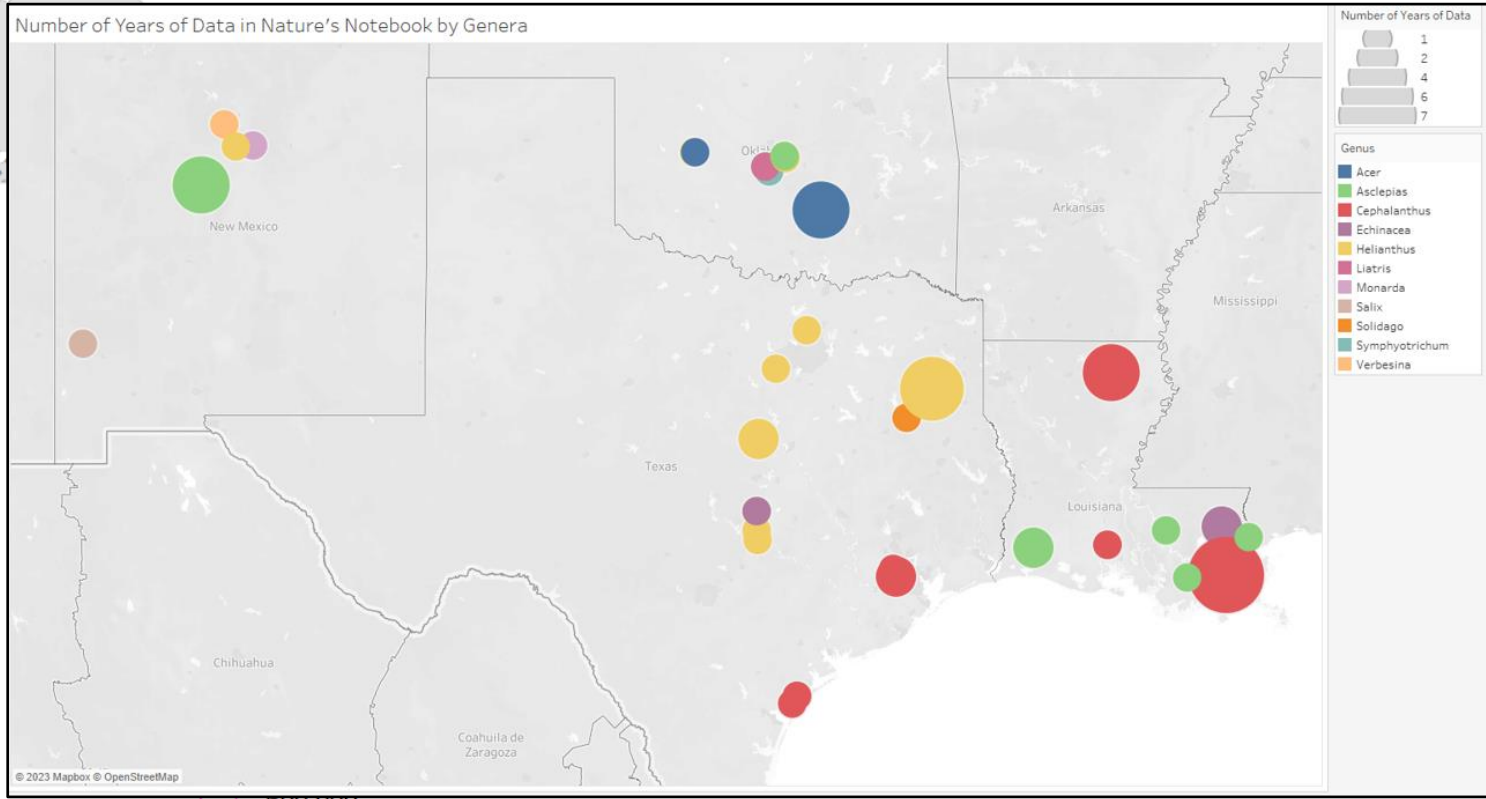 Number of Years of Data in Nature's Notebook by Genera
New Mexico
Arkansas
Mississippi
Texas
Louisiana
Chihuahua
Coahuila de
Zaragoza
© 2023 Mapbox © OpenStreetMap
Number of Years of Data
1
2
4
6
7
Genus
Acer
Asclepias
Cephalanthus
Echinacea
Helianthus
Liatris
Monarda
Salix
Solidago
Symphyotrichum
Verbesina